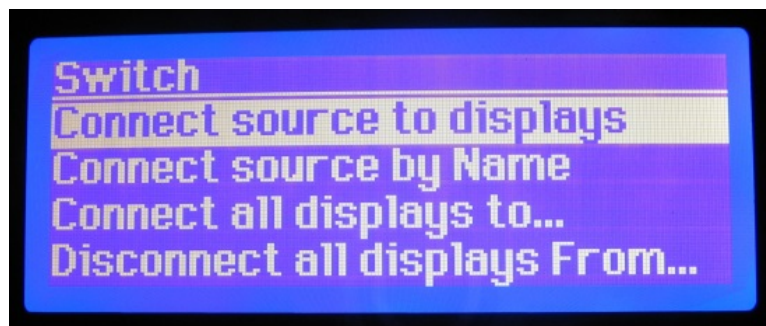 Switch
Connect source to displays
Connect source by Name
Connect all displays to...
Disconnect all displays From...